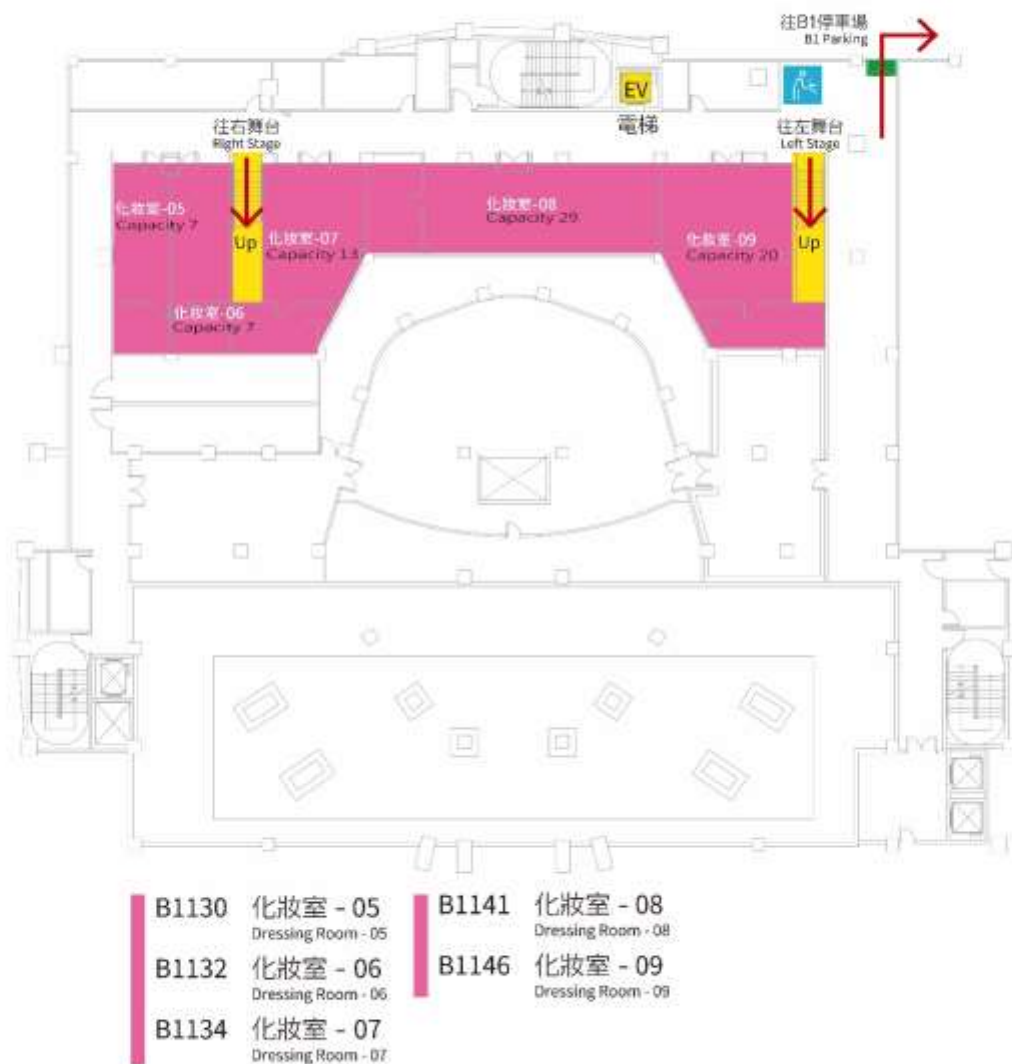 往B1停車場
B1 Parking
EV
電梯
往右舞台
Right Stage
往左舞台
Left Stage
化妝室-05
Capacity 7
Up
化妝室-07
Capacity 13
化妝室-08
Capacity 29
化妝室-09
Capacity 20
Up
化妝室-06
Capacity 7
B1130 化妝室 - 05
Dressing Room - 05
B1132 化妝室 - 06
Dressing Room - 06
B1134 化妝室 - 07
Dressing Room - 07
B1141 化妝室 - 08
Dressing Room - 08
B1146 化妝室 - 09
Dressing Room - 09